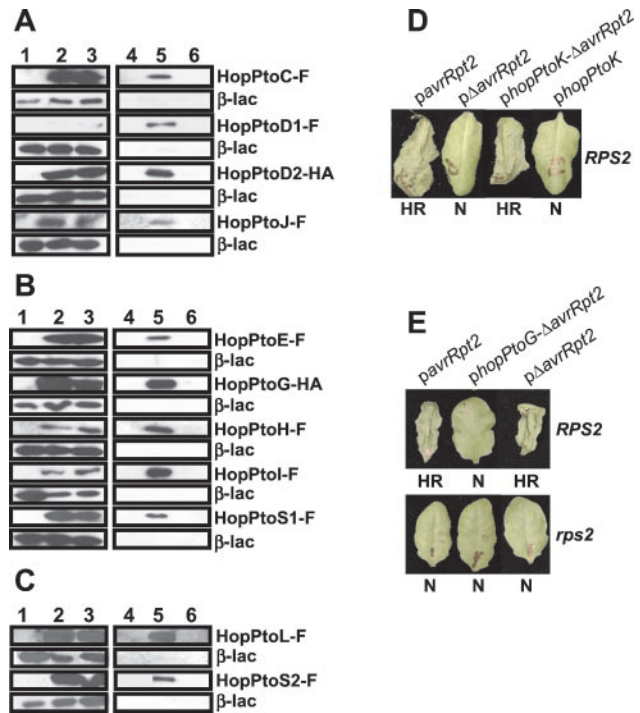 A
1 2 3 4 5 6
HopPtoC-F
β-lac
HopPtoD1-F
β-lac
HopPtoD2-HA
β-lac
HopPtoJ-F
β-lac
B
1 2 3 4 5 6
HopPtoE-F
β-lac
HopPtoG-HA
β-lac
HopPtoH-F
β-lac
HopPtoI-F
β-lac
HopPtoS1-F
β-lac
C
1 2 3 4 5 6
HopPtoL-F
β-lac
HopPtoS2-F
β-lac
D
pavrRpt2
pΔavrRpt2
phopPtoK-ΔavrRpt2
phopPtoK
RPS2
HR N HR N
E
pavrRpt2
phopPtoG-ΔavrRpt2
pΔavrRpt2
RPS2
HR N HR
rps2
N N N